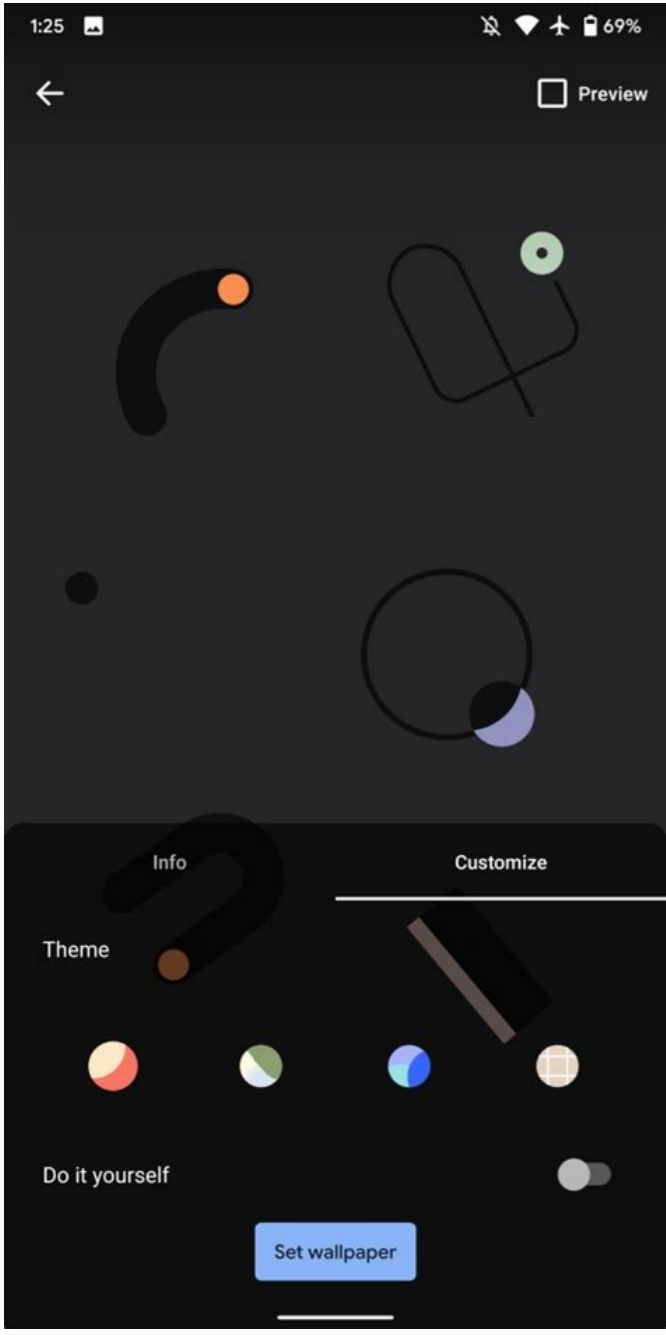 1:25 69%
Preview
Info Customize
Theme
Do it yourself
Set wallpaper